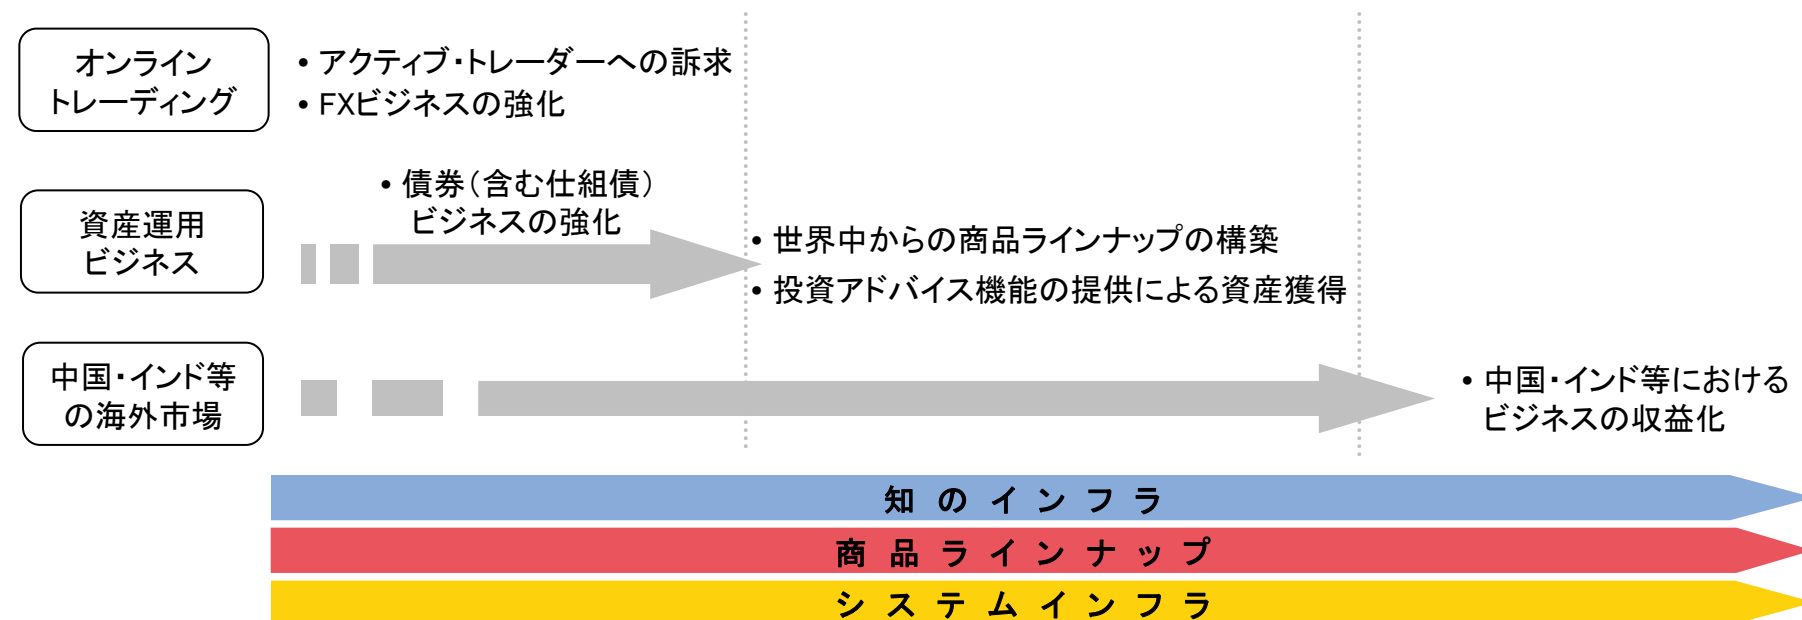 オンライン
トレーディング
• アクティブ・トレーダーへの訴求
• FXビジネスの強化
資産運用
ビジネス
• 債券（含む仕組債）
ビジネスの強化
• 世界中からの商品ラインナップの構築
• 投資アドバイス機能の提供による資産獲得
中国・インド等
の海外市場
• 中国・インド等における
ビジネスの収益化
知のインフラ
商品ラインナップ
システムインフラ